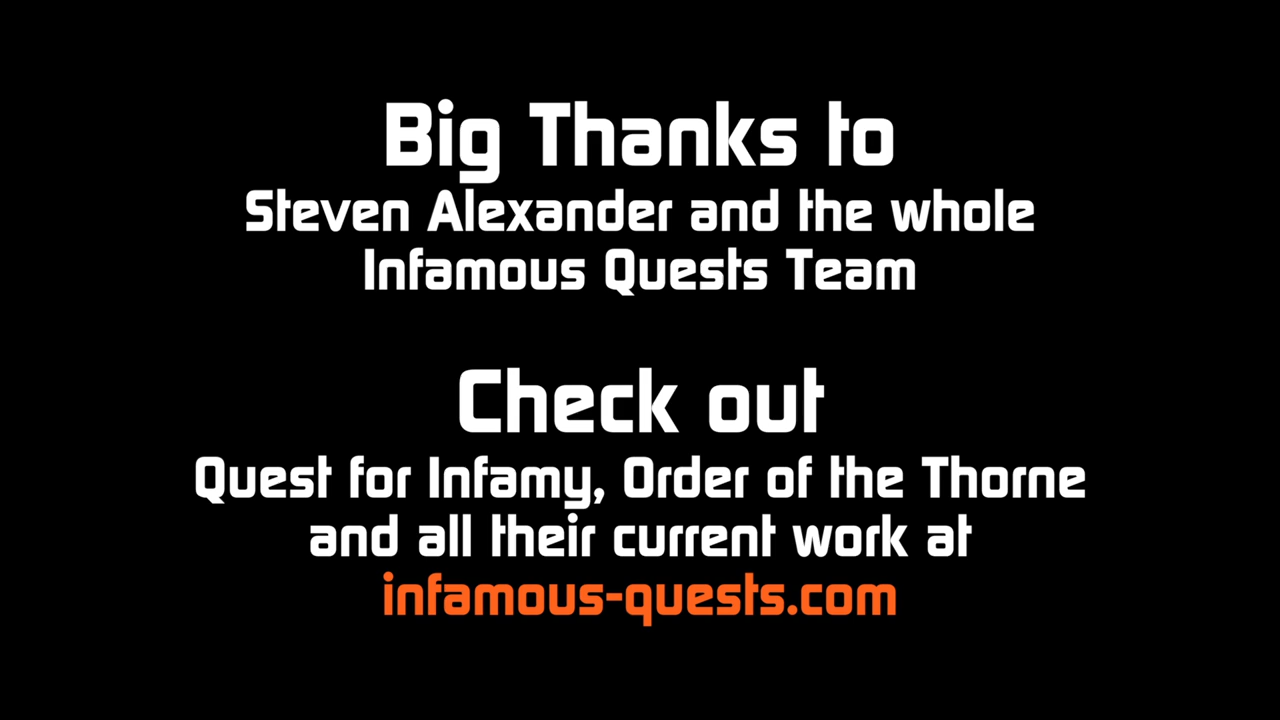 Big Thanks to
Steven Alexander and the whole
Infamous Quests Team
Check out
Quest for Infamy, Order of the Thorne
and all their current work at
infamous-quests.com